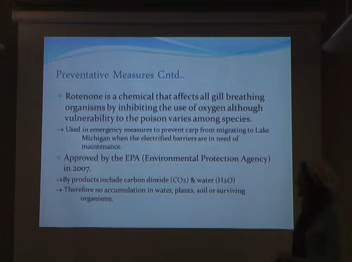 Preventative Measures Cntd..
Rotenone is a chemical that affects all gill breathing
organisms by inhibiting the use of oxygen although
vulnerability to the poison varies among species.
→ Used in emergency measures to prevent carp from migrating to Lake
Michigan when the electrified barriers are in need of
maintenance.
Approved by the EPA (Environmental Protection Agency)
in 2007.
→By products include carbon dioxide (CO2) & water (H2O)
→ Therefore no accumulation in water, plants, soil or surviving
organisms.